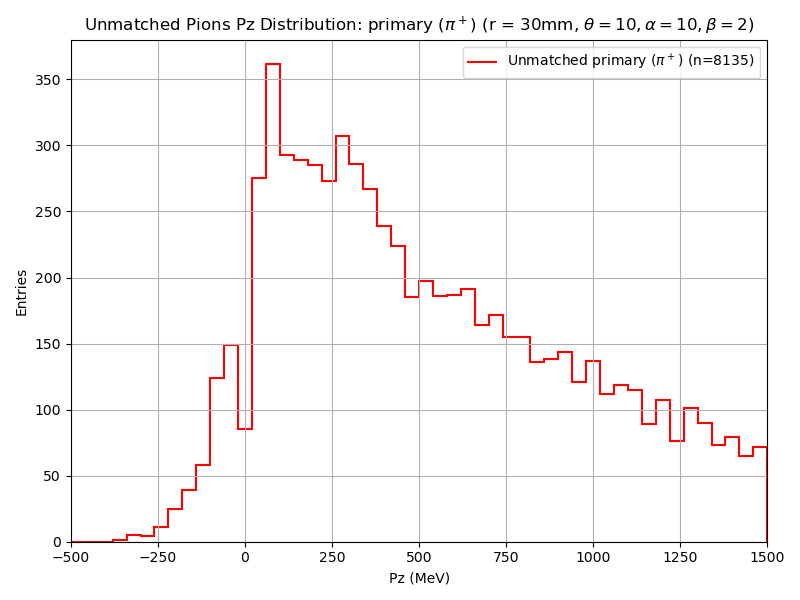 Unmatched Pions Pz Distribution: primary (π⁺) (r = 30mm, θ = 10, α = 10, β = 2)
Unmatched primary (π⁺) (n=8135)
350
300
250
200
150
100
50
0
Entries
−500 −250 0 250 500 750 1000 1250 1500
Pz (MeV)